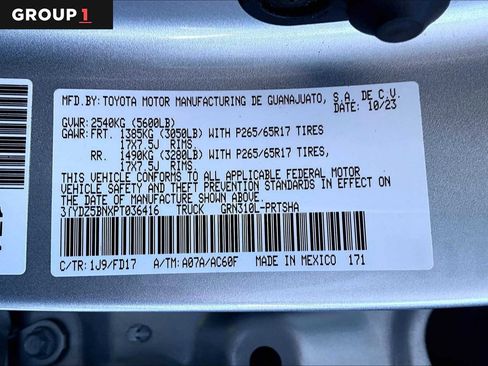 GROUP 1
MFD.BY: TOYOTA MOTOR MANUFACTURING DE GUANAJUATO, S.A. DE C.V.
10/23
GVWR: 2540KG (5600LB)
GAWR: FRT. 1385KG (3050LB) WITH P265/65R17 TIRES
17X7.5J RIMS,
RR. 1490KG (3280LB) WITH P265/65R17 TIRES,
17X7.5J RIMS.
THIS VEHICLE CONFORMS TO ALL APPLICABLE FEDERAL MOTOR
VEHICLE SAFETY AND THEFT PREVENTION STANDARDS IN EFFECT ON
THE DATE OF MANUFACTURE SHOWN ABOVE.
3TYDZ5BNXPT036416 TRUCK GRN310L-PRTSHA
C/TR: 1J9/FD17 A/TM: A07A/AC60F MADE IN MEXICO 171